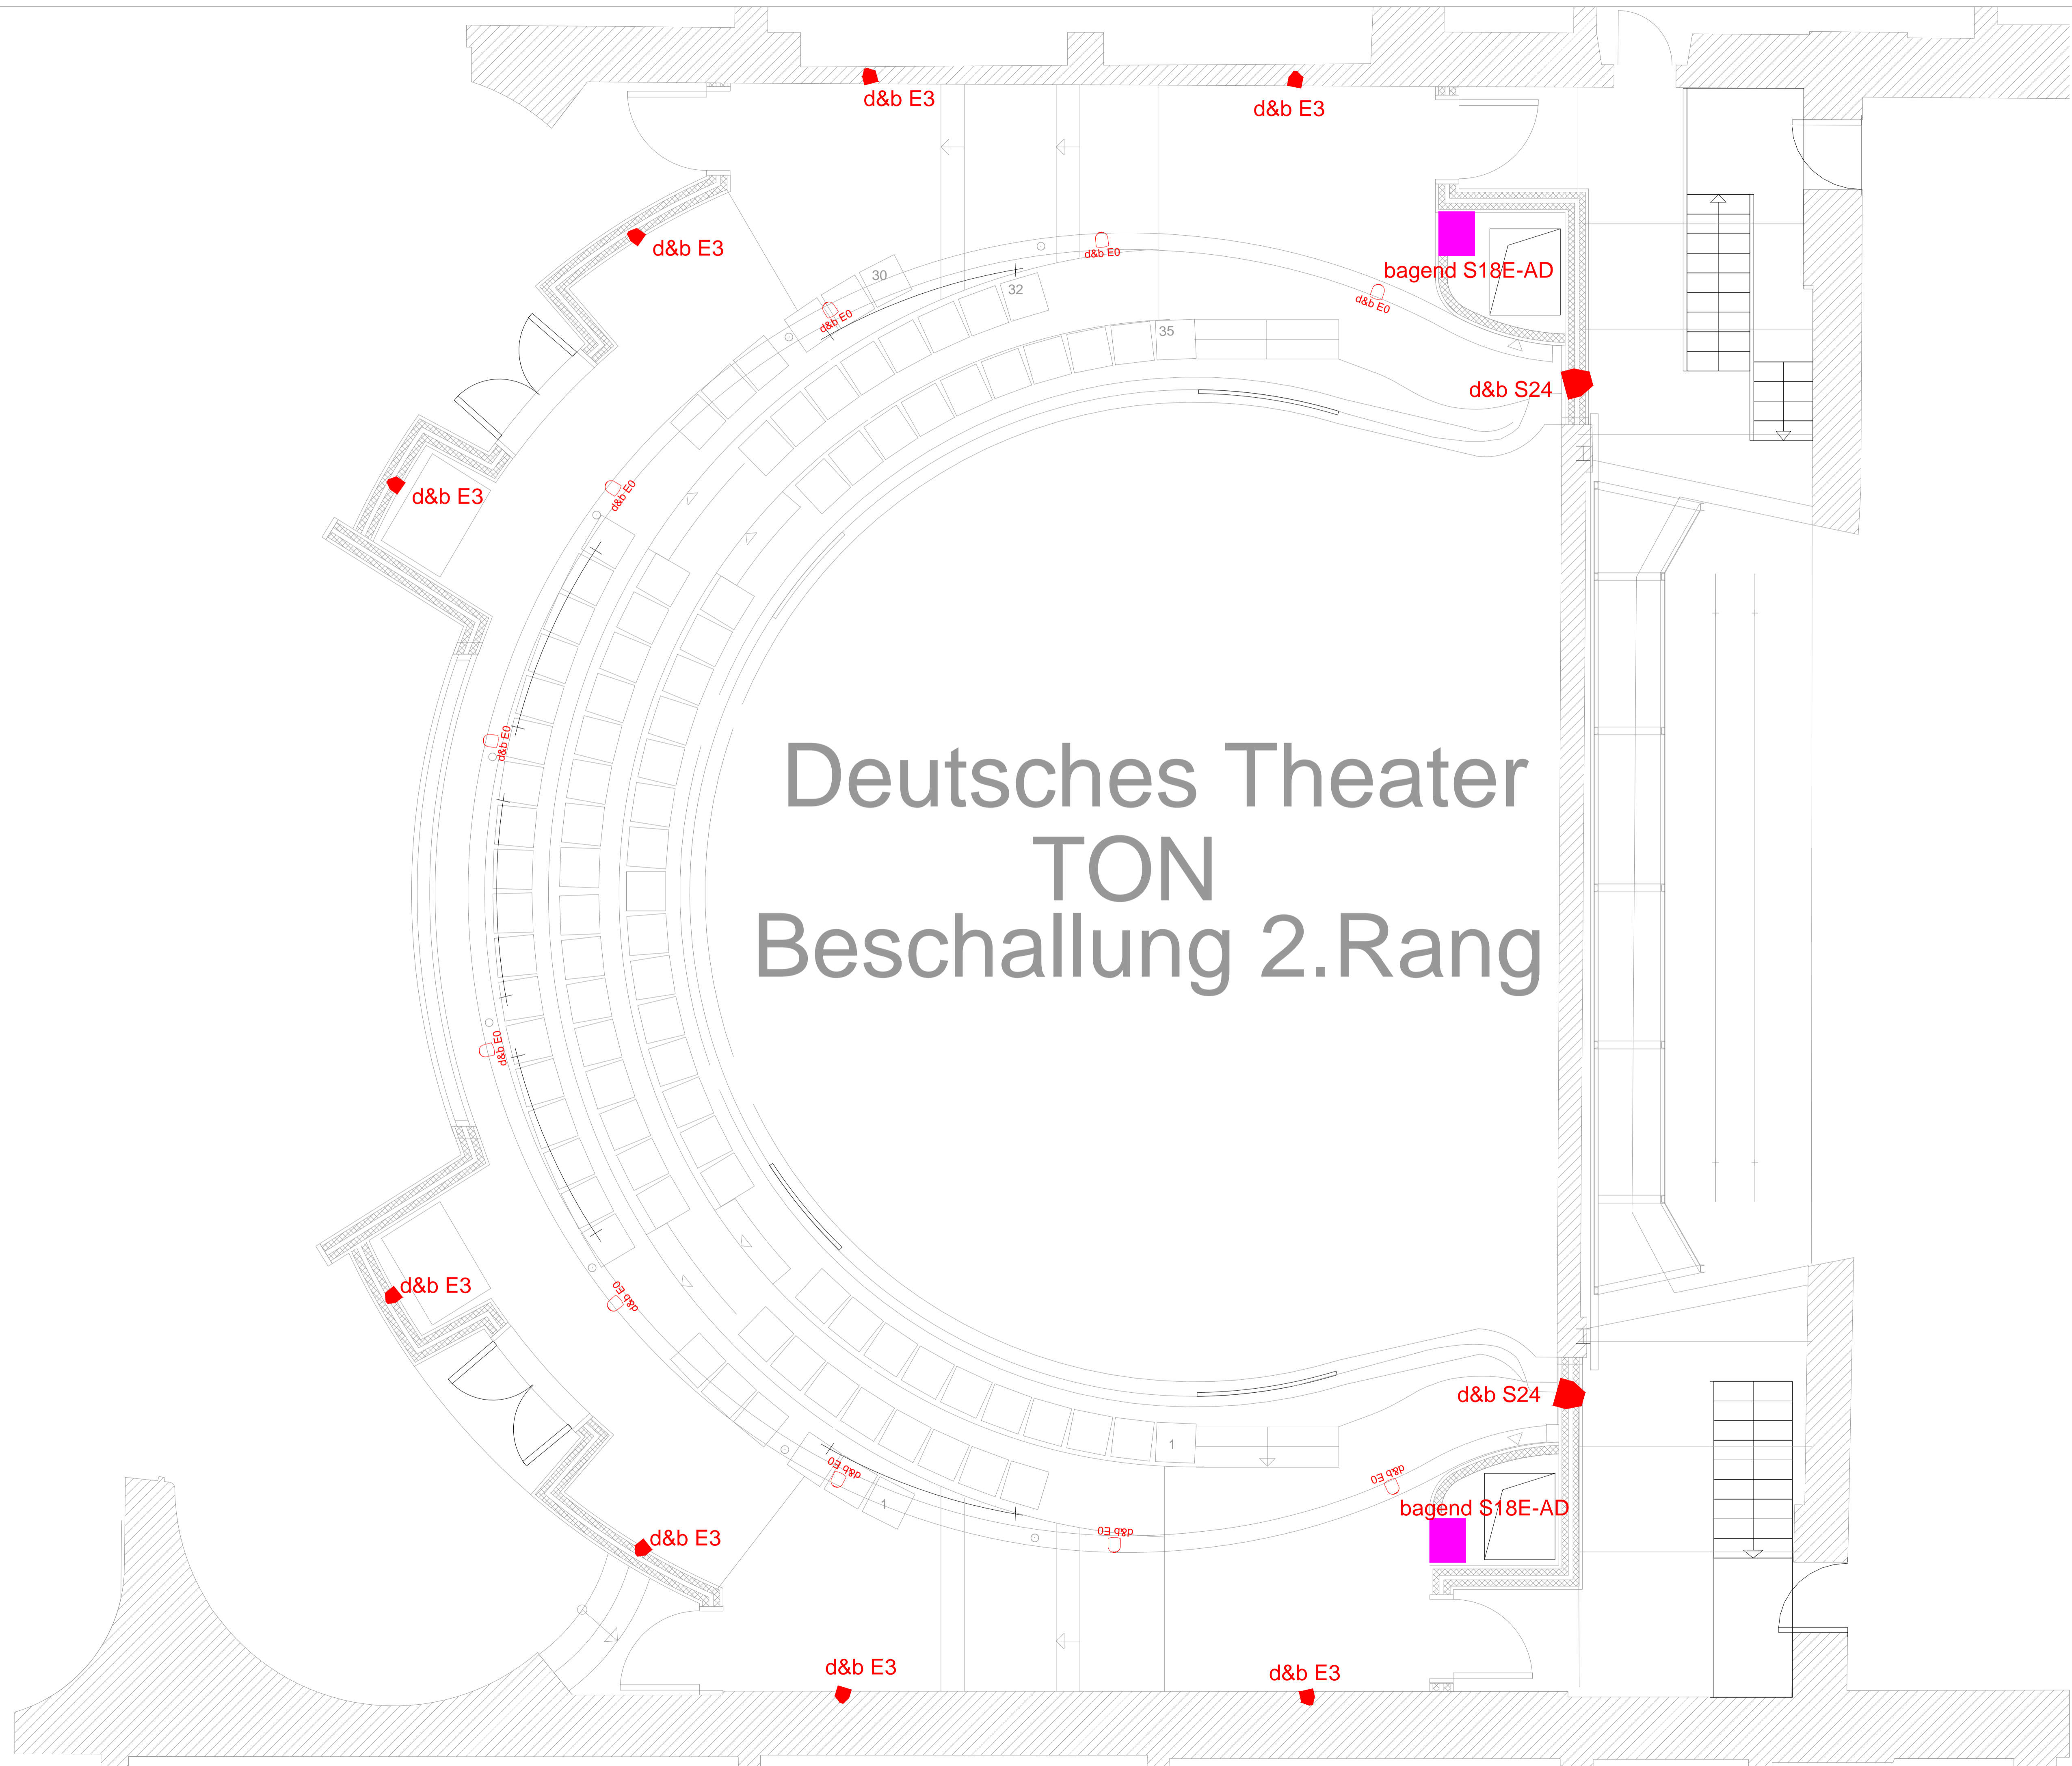 d&b E3
d&b E3
d&b E3
d&b E0
bagend S18E-AD
30
32
d&b E0
d&b E0
35
d&b S24
d&b E3
d&b E0
d&b E0
Deutsches Theater
TON
Beschallung 2.Rang
d&b E0
d&b E3
d&b E0
d&b S24
1
d&b E0
d&b E0
1
bagend S18E-AD
d&b E0
d&b E3
d&b E3
d&b E3